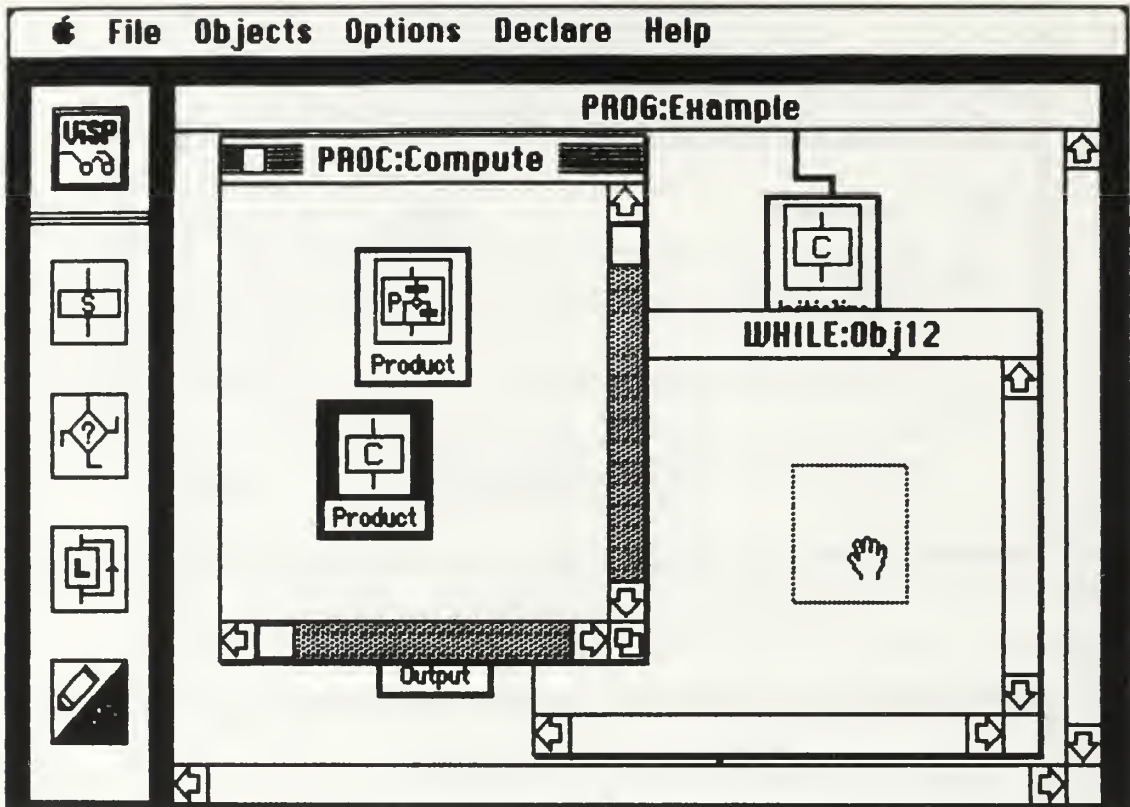 File Objects Options Declare Help
PROG:Example
ViSP
PROC:Compute
C
S
P
Product
WHILE:Obj12
?
C
Product
L
Output